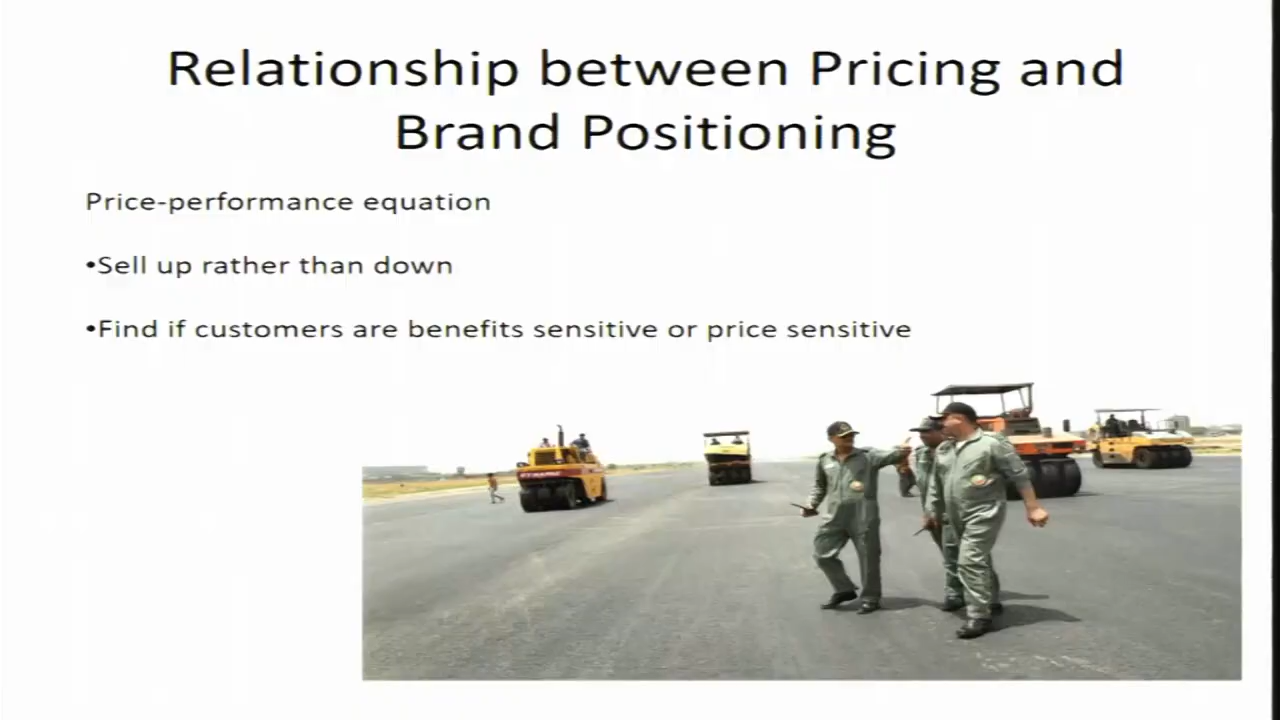 Relationship between Pricing and
Brand Positioning
Price-performance equation
•Sell up rather than down
•Find if customers are benefits sensitive or price sensitive